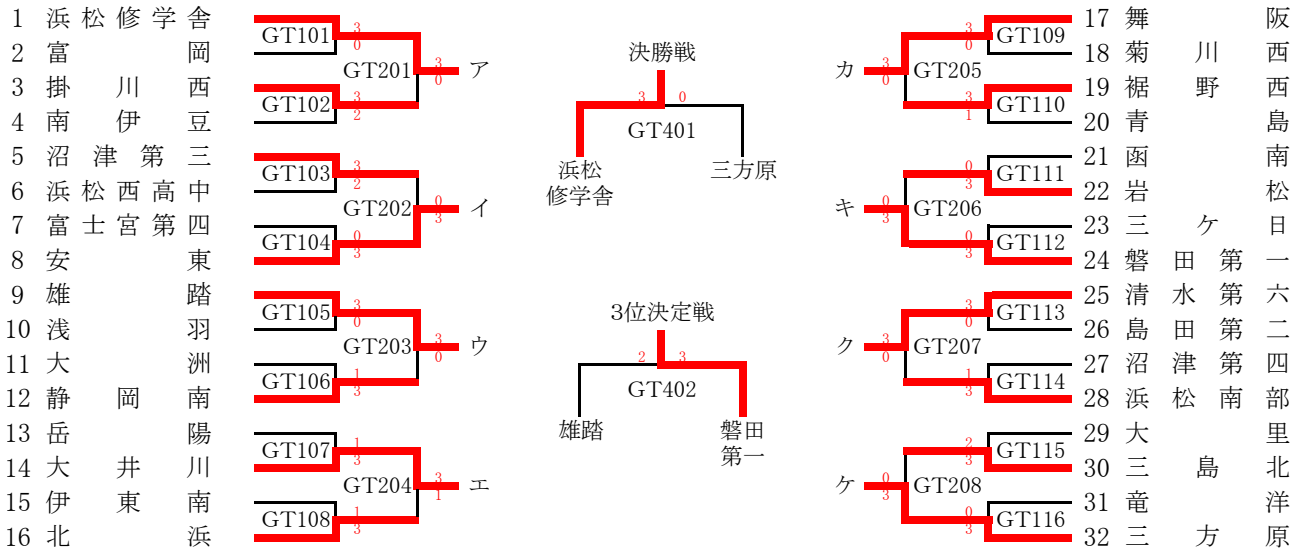 1 浜松修学舎
2 富岡
3 掛川西
4 南伊豆
5 沼津第三
6 浜松西高中
7 富士宮第四
8 安東
9 雄踏
10 浅羽
11 大洲
12 静岡南
13 岳陽
14 大井川
15 伊東南
16 北浜
GT101
3
0
GT102
3
2
GT103
3
2
GT104
0
3
GT105
3
0
GT106
1
3
GT107
1
3
GT108
1
3
GT201
3
0
ア
GT202
0
3
イ
GT203
3
0
ウ
GT204
3
1
エ
決勝戦
3 0
GT401
浜松
修学舎
三方原
3位決定戦
2 3
GT402
雄踏
磐田
第一
カ
3
0
GT205
キ
0
3
GT206
ク
3
0
GT207
ケ
0
3
GT208
3
0
GT109
3
1
GT110
0
3
GT111
0
3
GT112
3
0
GT113
1
3
GT114
2
3
GT115
0
3
GT116
17 舞阪
18 菊川西
19 裾野西
20 青島
21 函南
22 岩松
23 三ケ日
24 磐田第一
25 清水第六
26 島田第二
27 沼津第四
28 浜松南部
29 大里
30 三島北
31 竜洋
32 三方原